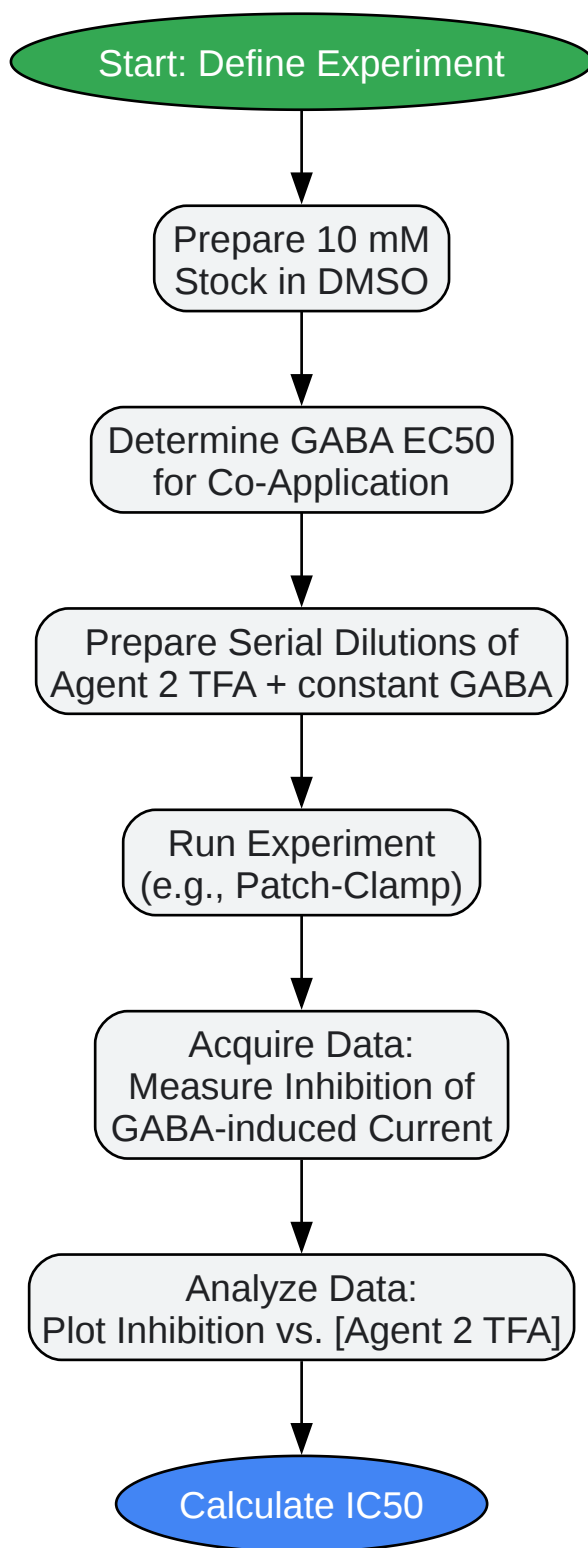 Start: Define Experiment
Prepare 10 mM
Stock in DMSO
Determine GABA EC50
for Co-Application
Prepare Serial Dilutions of
Agent 2 TFA + constant GABA
Run Experiment
(e.g., Patch-Clamp)
Acquire Data:
Measure Inhibition of
GABA-induced Current
Analyze Data:
Plot Inhibition vs. [Agent 2 TFA]
Calculate IC50